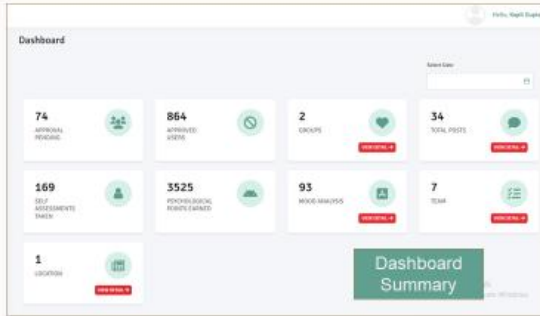 Hello, Kapil Gupta
Dashboard
Select Date
74
APPROVAL
PENDING
864
APPROVED
USERS
2
GROUPS
VIEW DETAIL
34
TOTAL POSTS
VIEW DETAIL
169
SELF
ASSESSMENTS
TAKEN
3525
PSYCHOLOGICAL
POINTS EARNED
93
MOOD ANALYSIS
VIEW DETAIL
7
TEAM
VIEW DETAIL
1
LOCATION
VIEW DETAIL
Dashboard
Summary
Windows